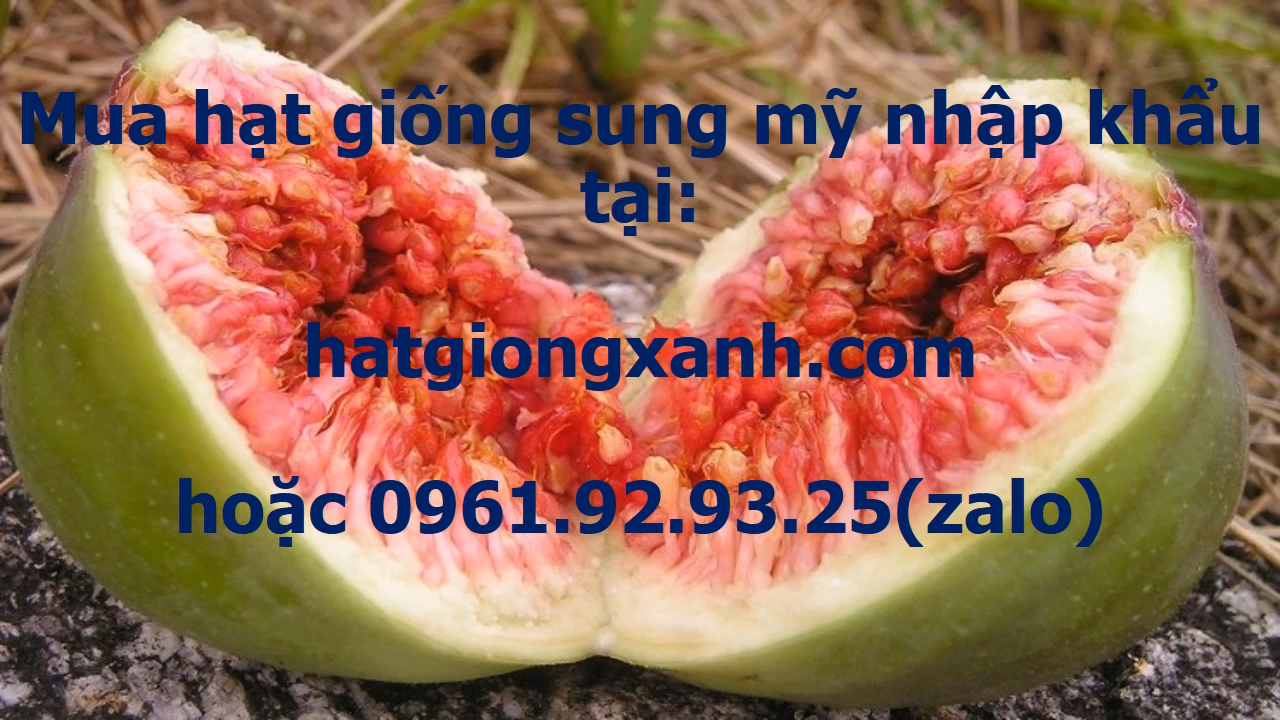 Mua hạt giống sung mỹ nhập khẩu
tại:
hatgiongxanh.com
hoặc 0961.92.93.25(zalo)